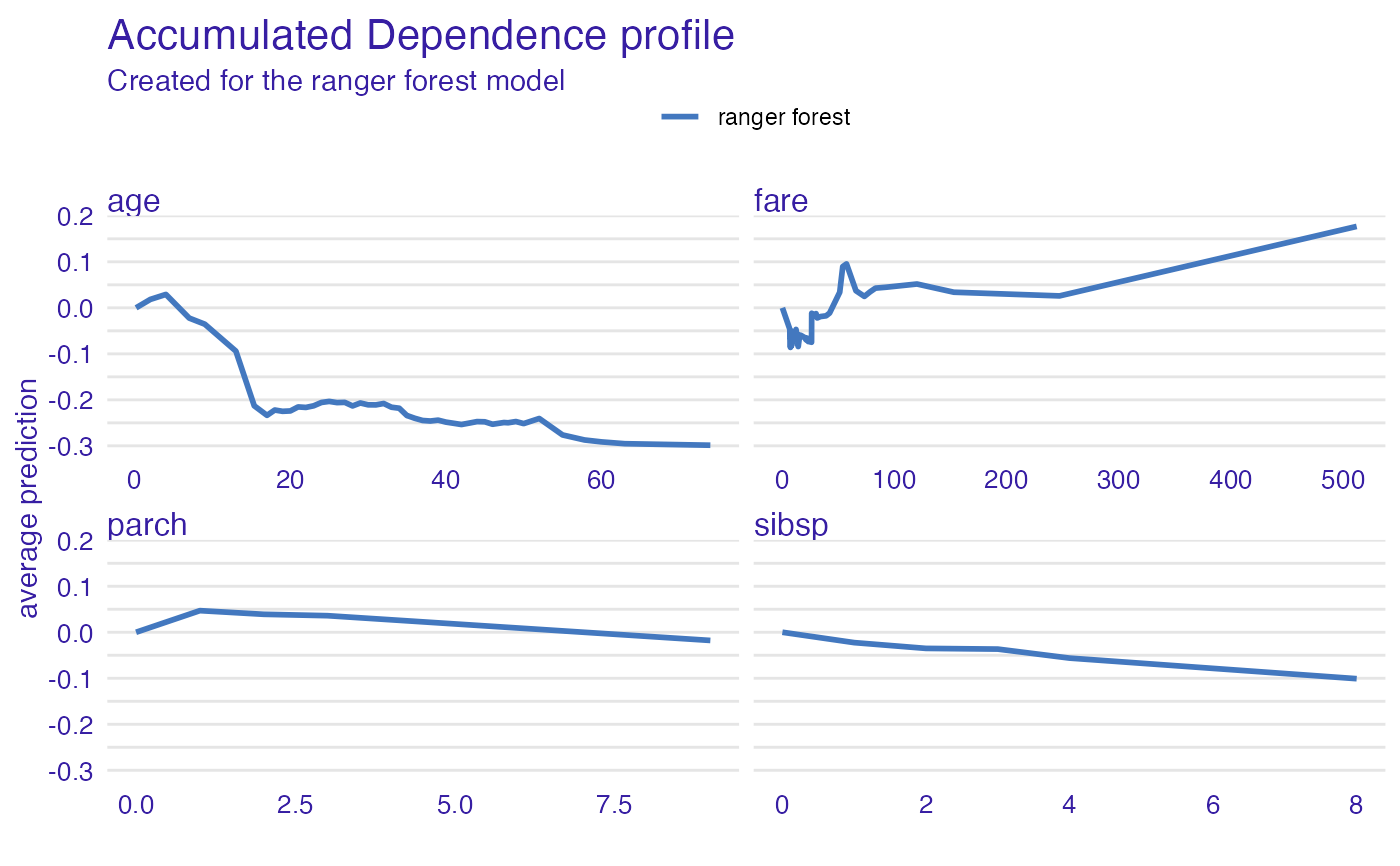 Accumulated Dependence profile
Created for the ranger forest model
ranger forest
age
fare
0.2
0.1
0.0
-0.1
-0.2
-0.3
0 20 40 60
0 100 200 300 400 500
average prediction
parch
sibsp
0.2
0.1
0.0
-0.1
-0.2
-0.3
0.0 2.5 5.0 7.5
0 2 4 6 8